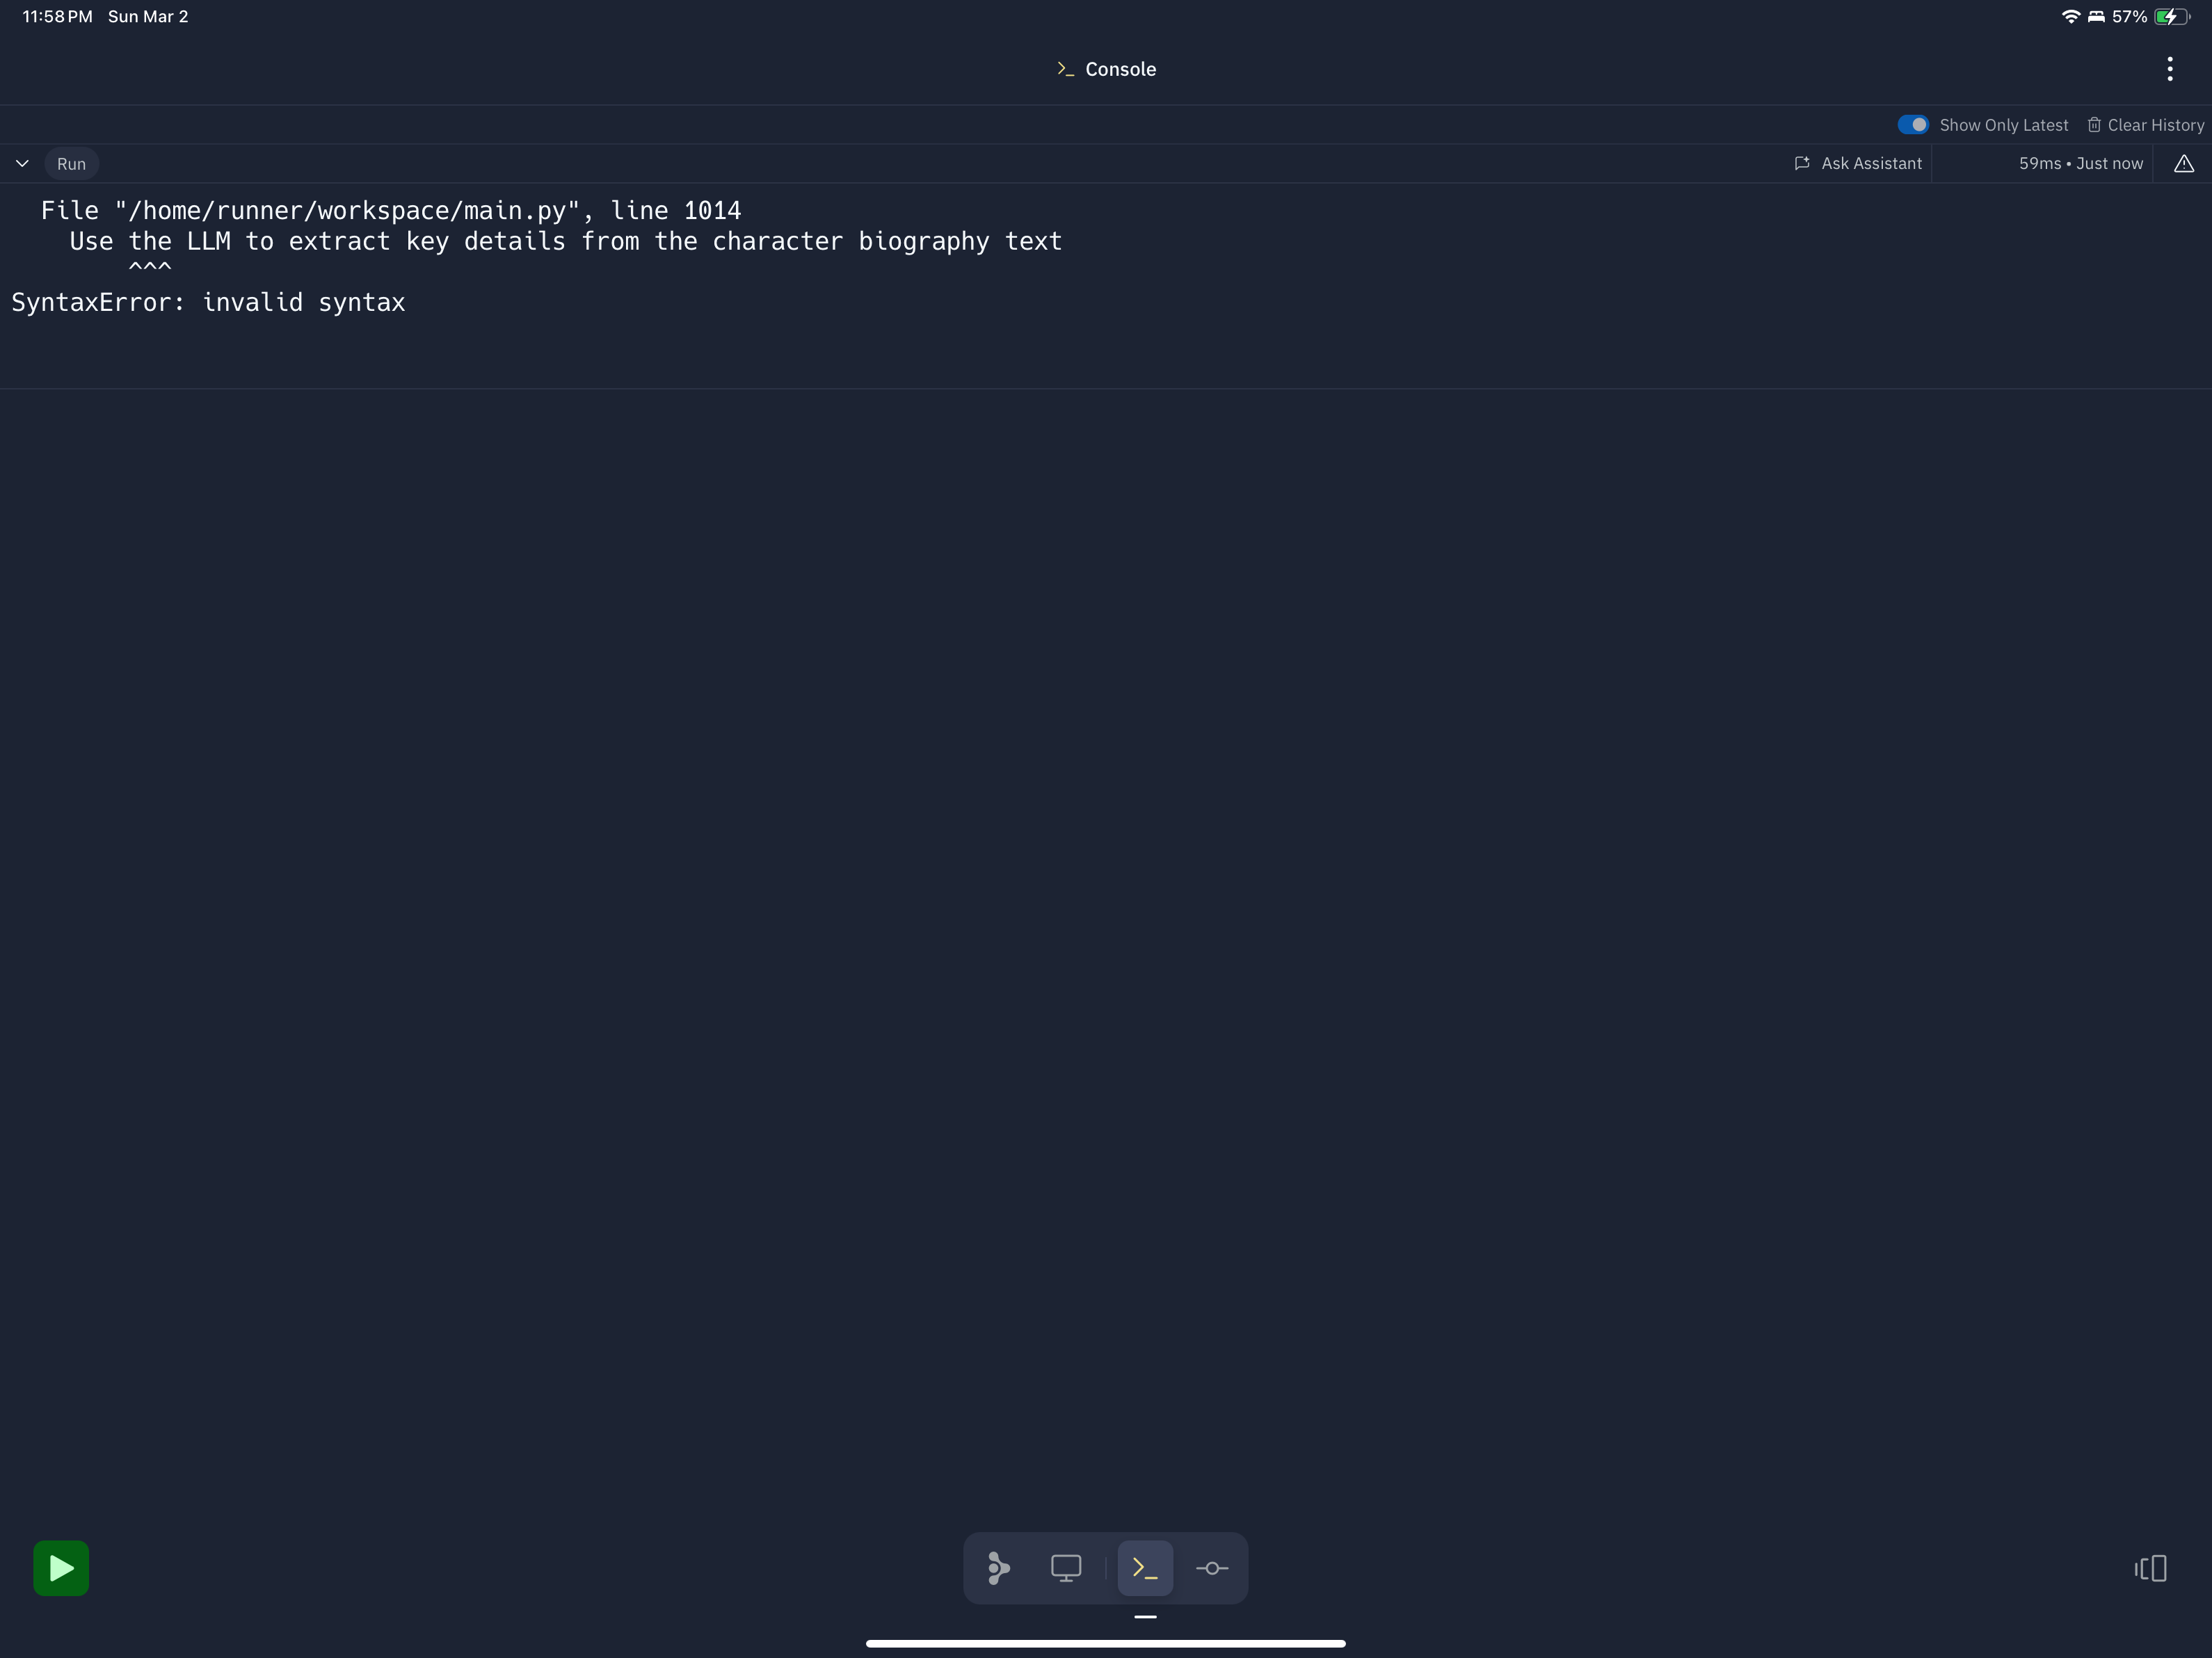 11:58 PM Sun Mar 2
57%
>_ Console
Show Only Latest Clear History
Run Ask Assistant 59ms • Just now
File "/home/runner/workspace/main.py", line 1014
Use the LLM to extract key details from the character biography text
^^^
SyntaxError: invalid syntax